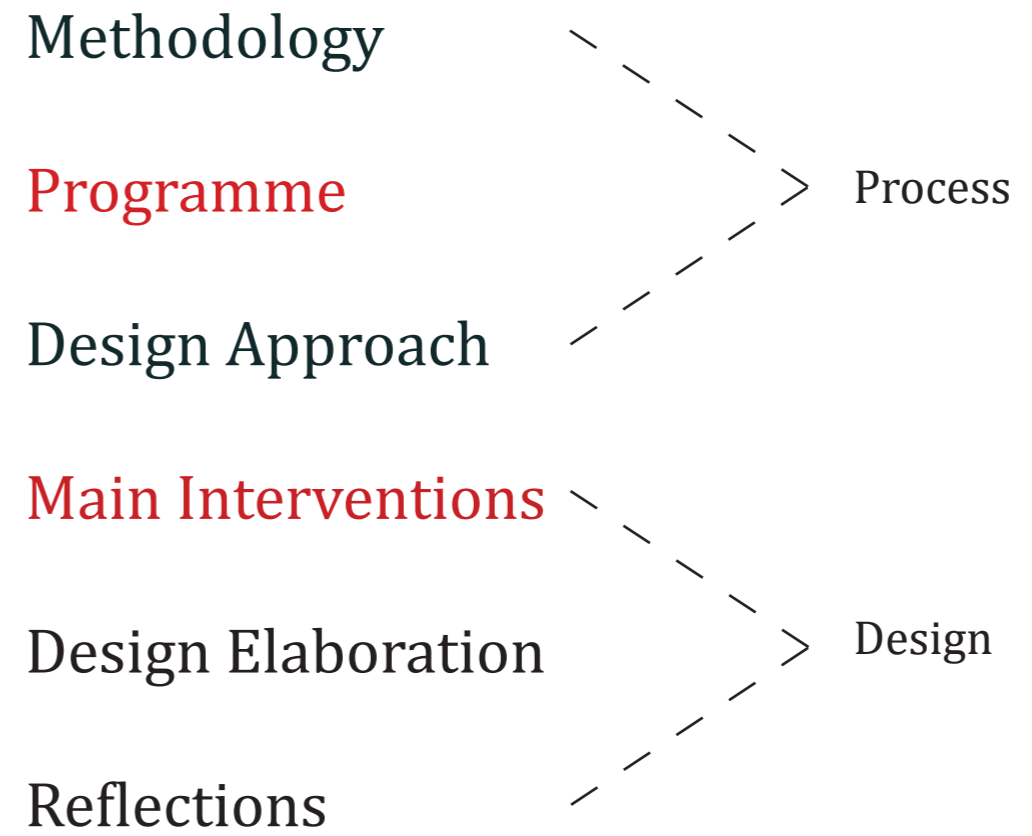 Methodology
Programme
Process
Design Approach
Main Interventions
Design Elaboration
Design
Reflections